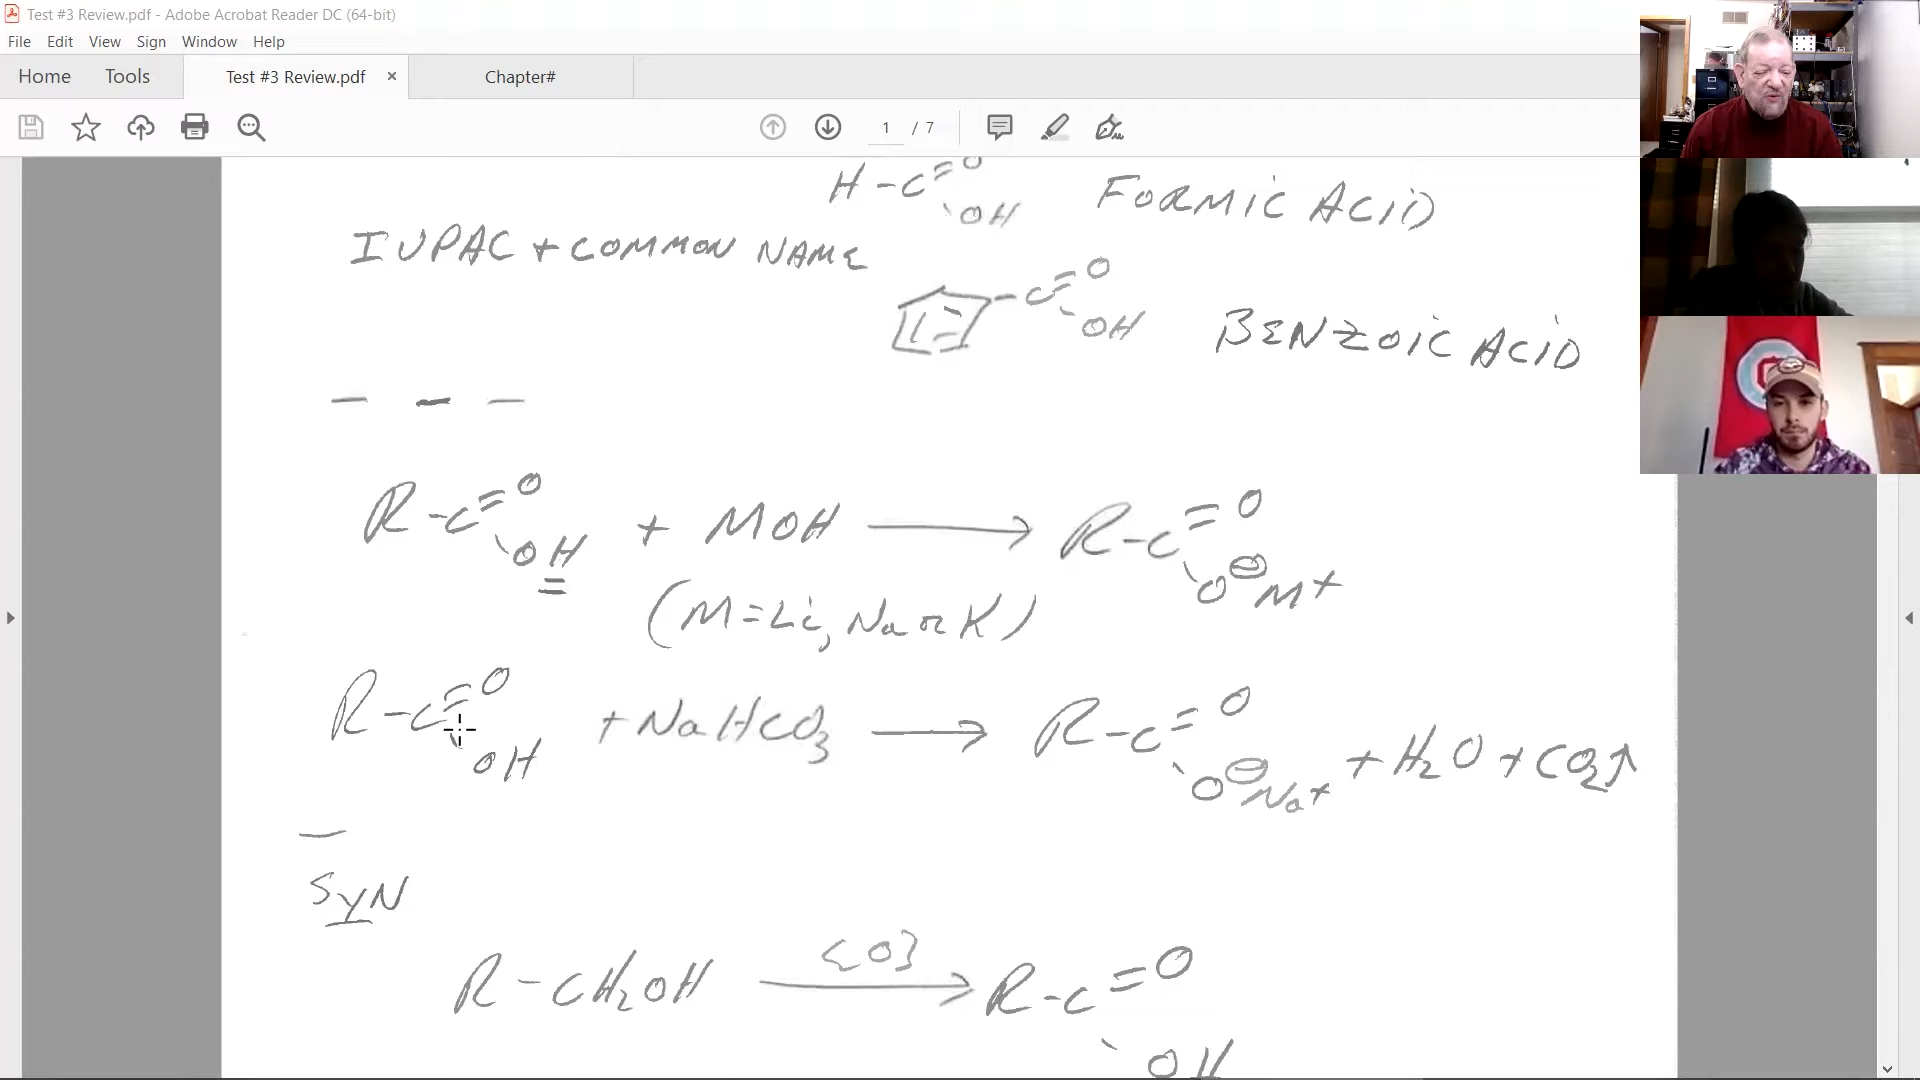 Test #3 Review.pdf - Adobe Acrobat Reader DC (64-bit)
File Edit View Sign Window Help
Home Tools Test #3 Review.pdf × Chapter#
1 / 7
H-C=O
OH
FORMIC ACID
IUPAC + COMMON NAME
-C=O
OH
BENZOIC ACID
R-C=O
OH
+ MOH → R-C=O
O⊖M+
(M=Li, Na or K)
R-C=O
OH
+NaHCO3 → R-C=O
O⊖Na+
+H2O+CO2↑
SYN
R-CH2OH {O} → R-C=O
OH